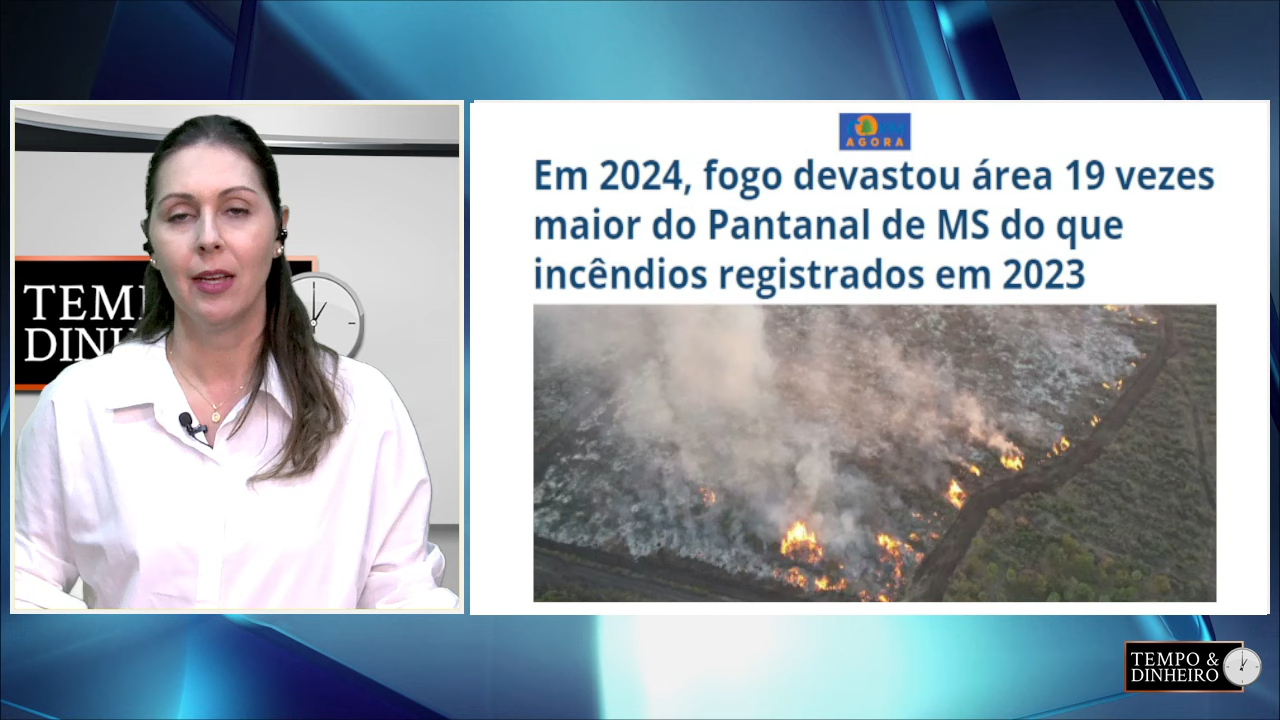 AGORA
Em 2024, fogo devastou área 19 vezes
maior do Pantanal de MS do que
incêndios registrados em 2023
TEMPO &
DINHEIRO